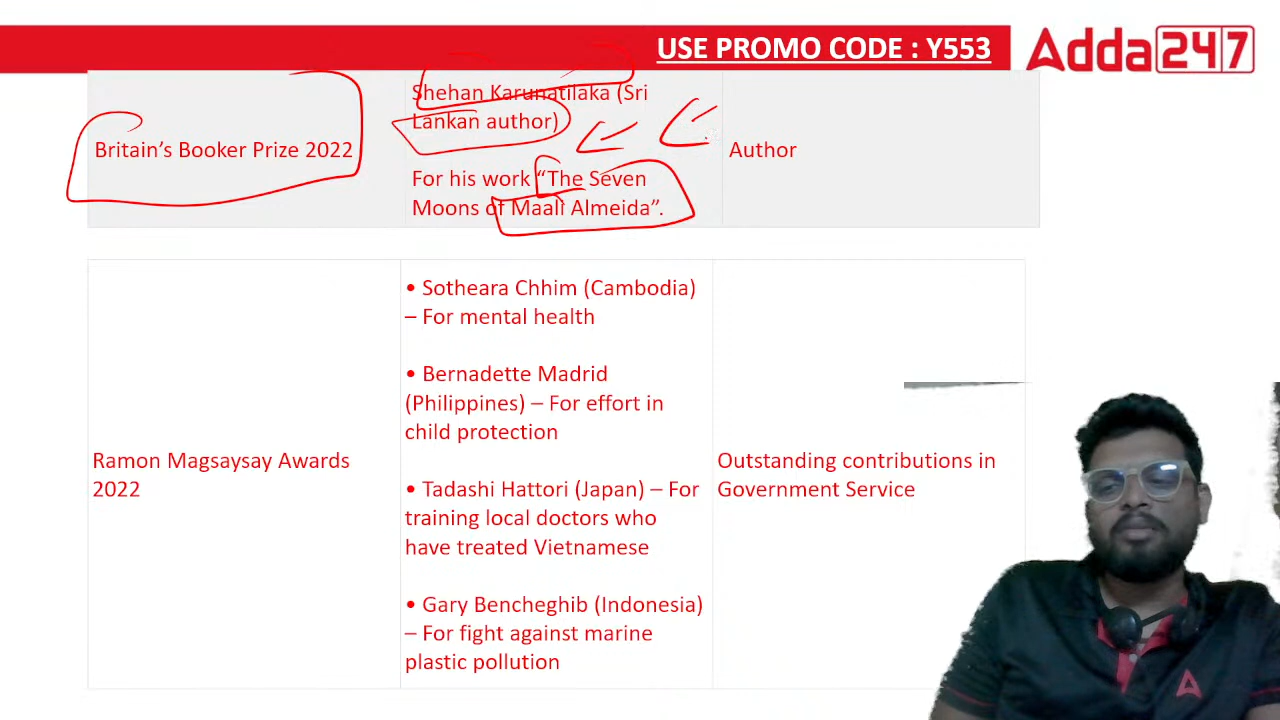 USE PROMO CODE : Y553
Adda247
Britain’s Booker Prize 2022
Shehan Karunatilaka (Sri
Lankan author)
For his work “The Seven
Moons of Maali Almeida”.
Author
Ramon Magsaysay Awards
2022
• Sotheara Chhim (Cambodia)
– For mental health
• Bernadette Madrid
(Philippines) – For effort in
child protection
• Tadashi Hattori (Japan) – For
training local doctors who
have treated Vietnamese
• Gary Bencheghib (Indonesia)
– For fight against marine
plastic pollution
Outstanding contributions in
Government Service